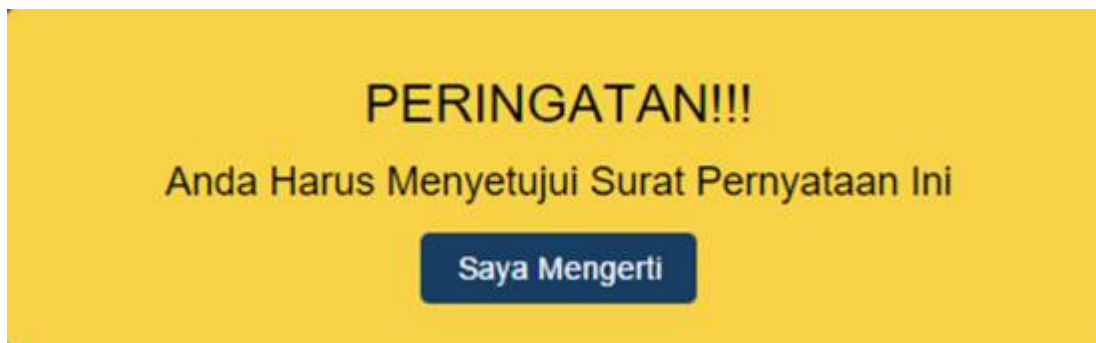 PERINGATAN!!!
Anda Harus Menyetujui Surat Pernyataan Ini
Saya Mengerti